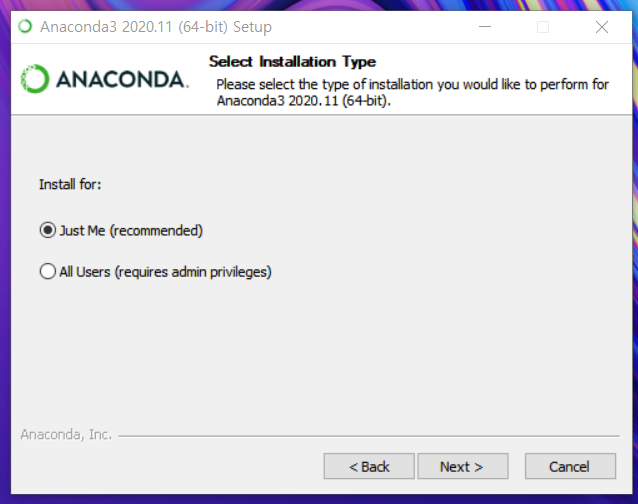 Anaconda3 2020.11 (64-bit) Setup
ANACONDA.
Select Installation Type
Please select the type of installation you would like to perform for
Anaconda3 2020.11 (64-bit).
Install for:
Just Me (recommended)
All Users (requires admin privileges)
Anaconda, Inc.
< Back
Next >
Cancel